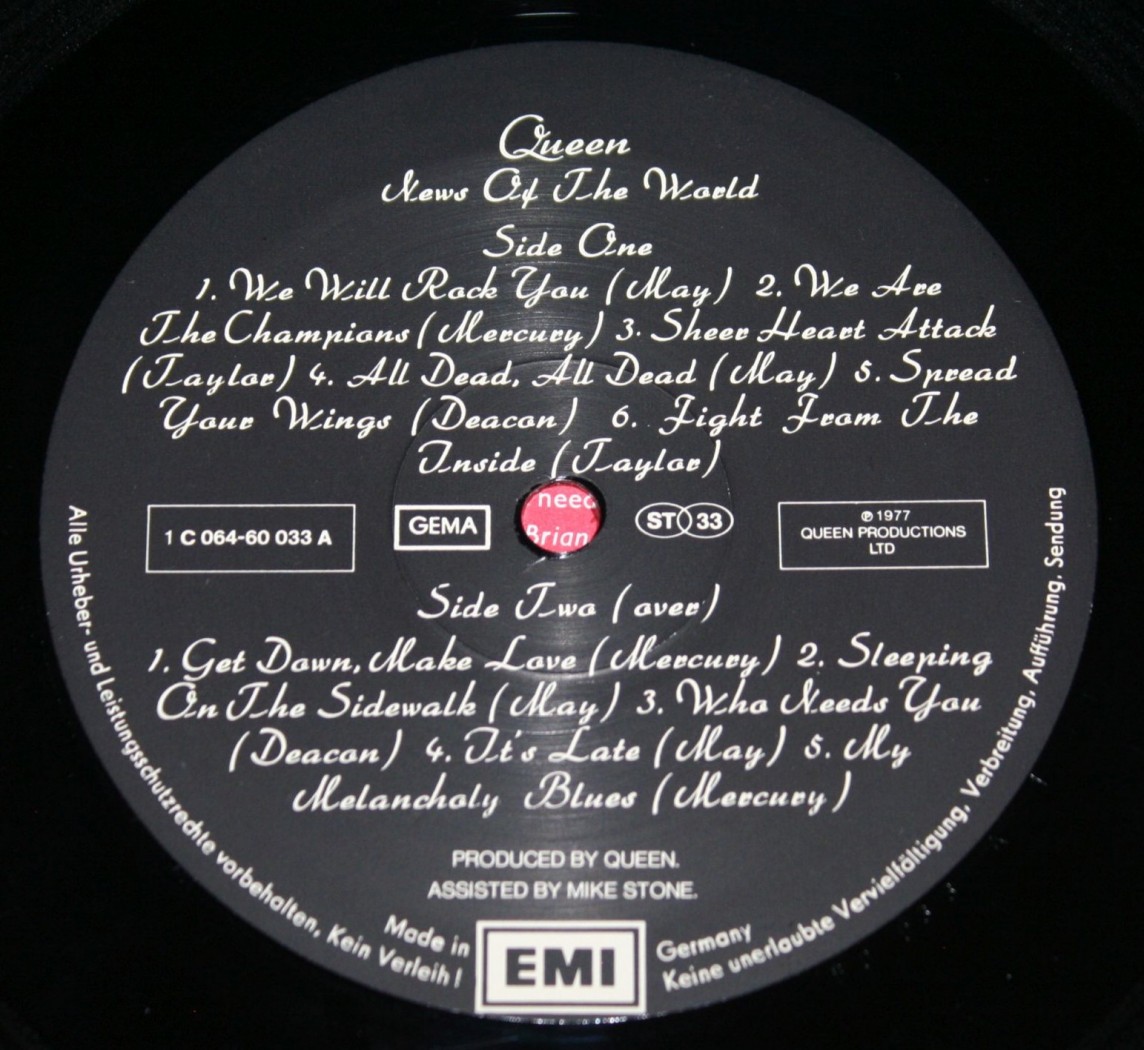 Queen
News Of The World
Side One
1. We Will Rock You (May) 2. We Are
The Champions (Mercury) 3. Sheer Heart Attack
(Taylor) 4. All Dead, All Dead (May) 5. Spread
Your Wings (Deacon) 6. Fight From The
Inside (Taylor)
1 C 064-60 033 A
GEMA
need
Brian
ST 33
℗ 1977
QUEEN PRODUCTIONS
LTD
Side Two (over)
1. Get Down, Make Love (Mercury) 2. Sleeping
On The Sidewalk (May) 3. Who Needs You
(Deacon) 4. It's Late (May) 5. My
Melancholy Blues (Mercury)
PRODUCED BY QUEEN.
ASSISTED BY MIKE STONE.
Made in
EMI
Germany
Alle Urheber- und Leistungsschutzrechte vorbehalten, Kein Verleih!
Keine unerlaubte Vervielfältigung, Verbreitung, Aufführung, Sendung